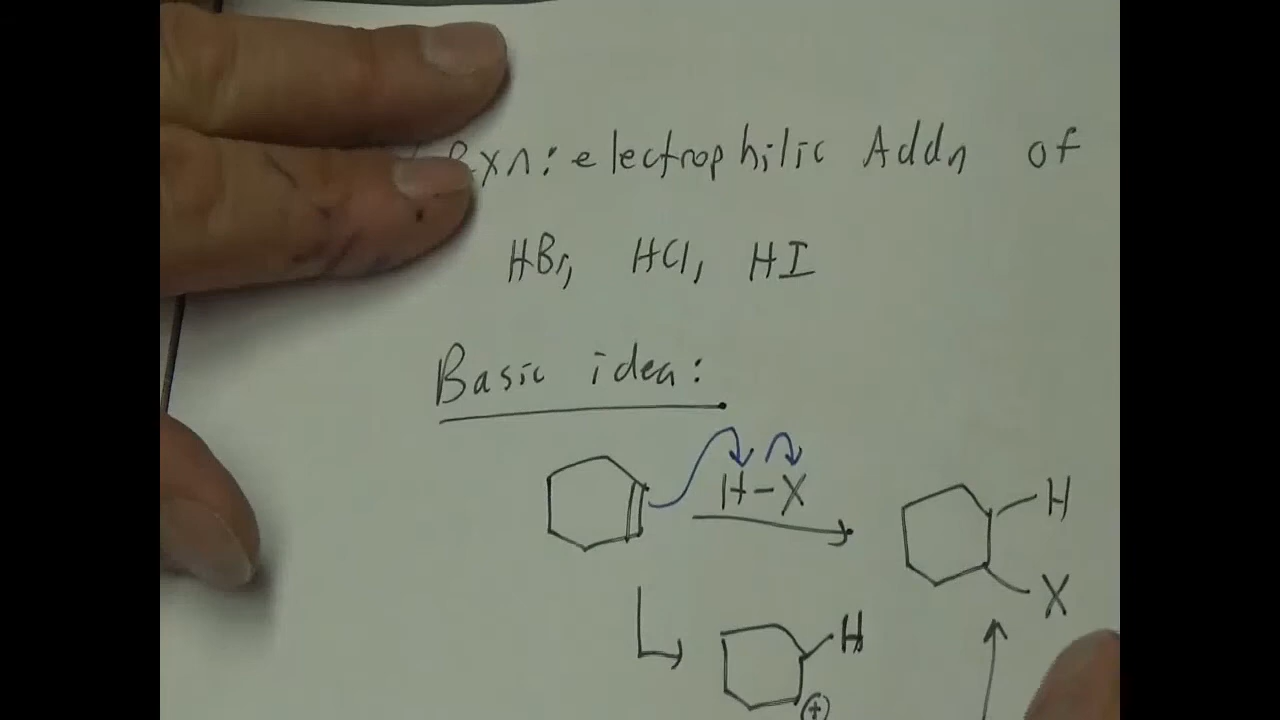 Rxn: electrophilic Addn of
HBr, HCl, HI
Basic idea:
H-X
H
X
H
+